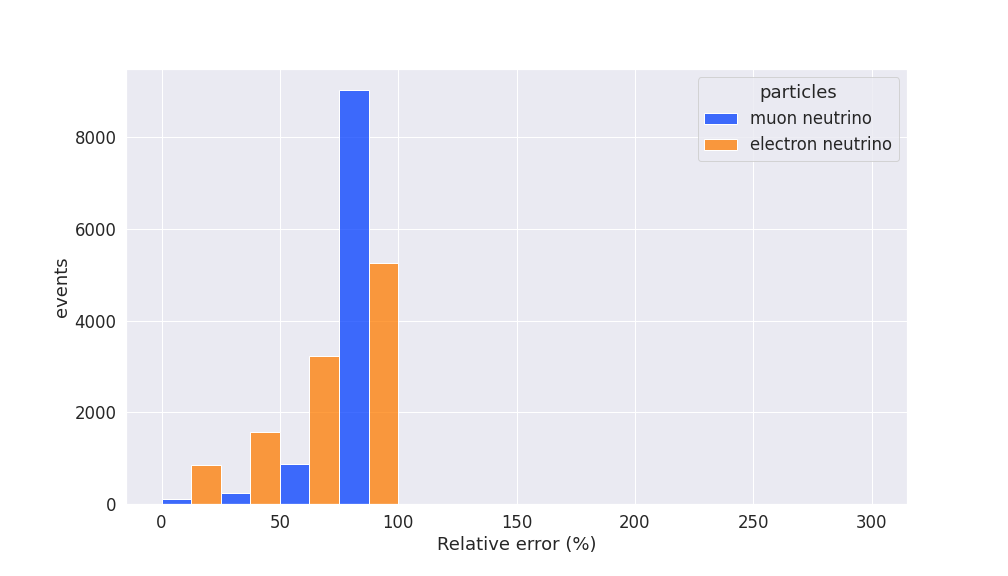 particles
muon neutrino
electron neutrino
8000
6000
4000
2000
0
events
0 50 100 150 200 250 300
Relative error (%)